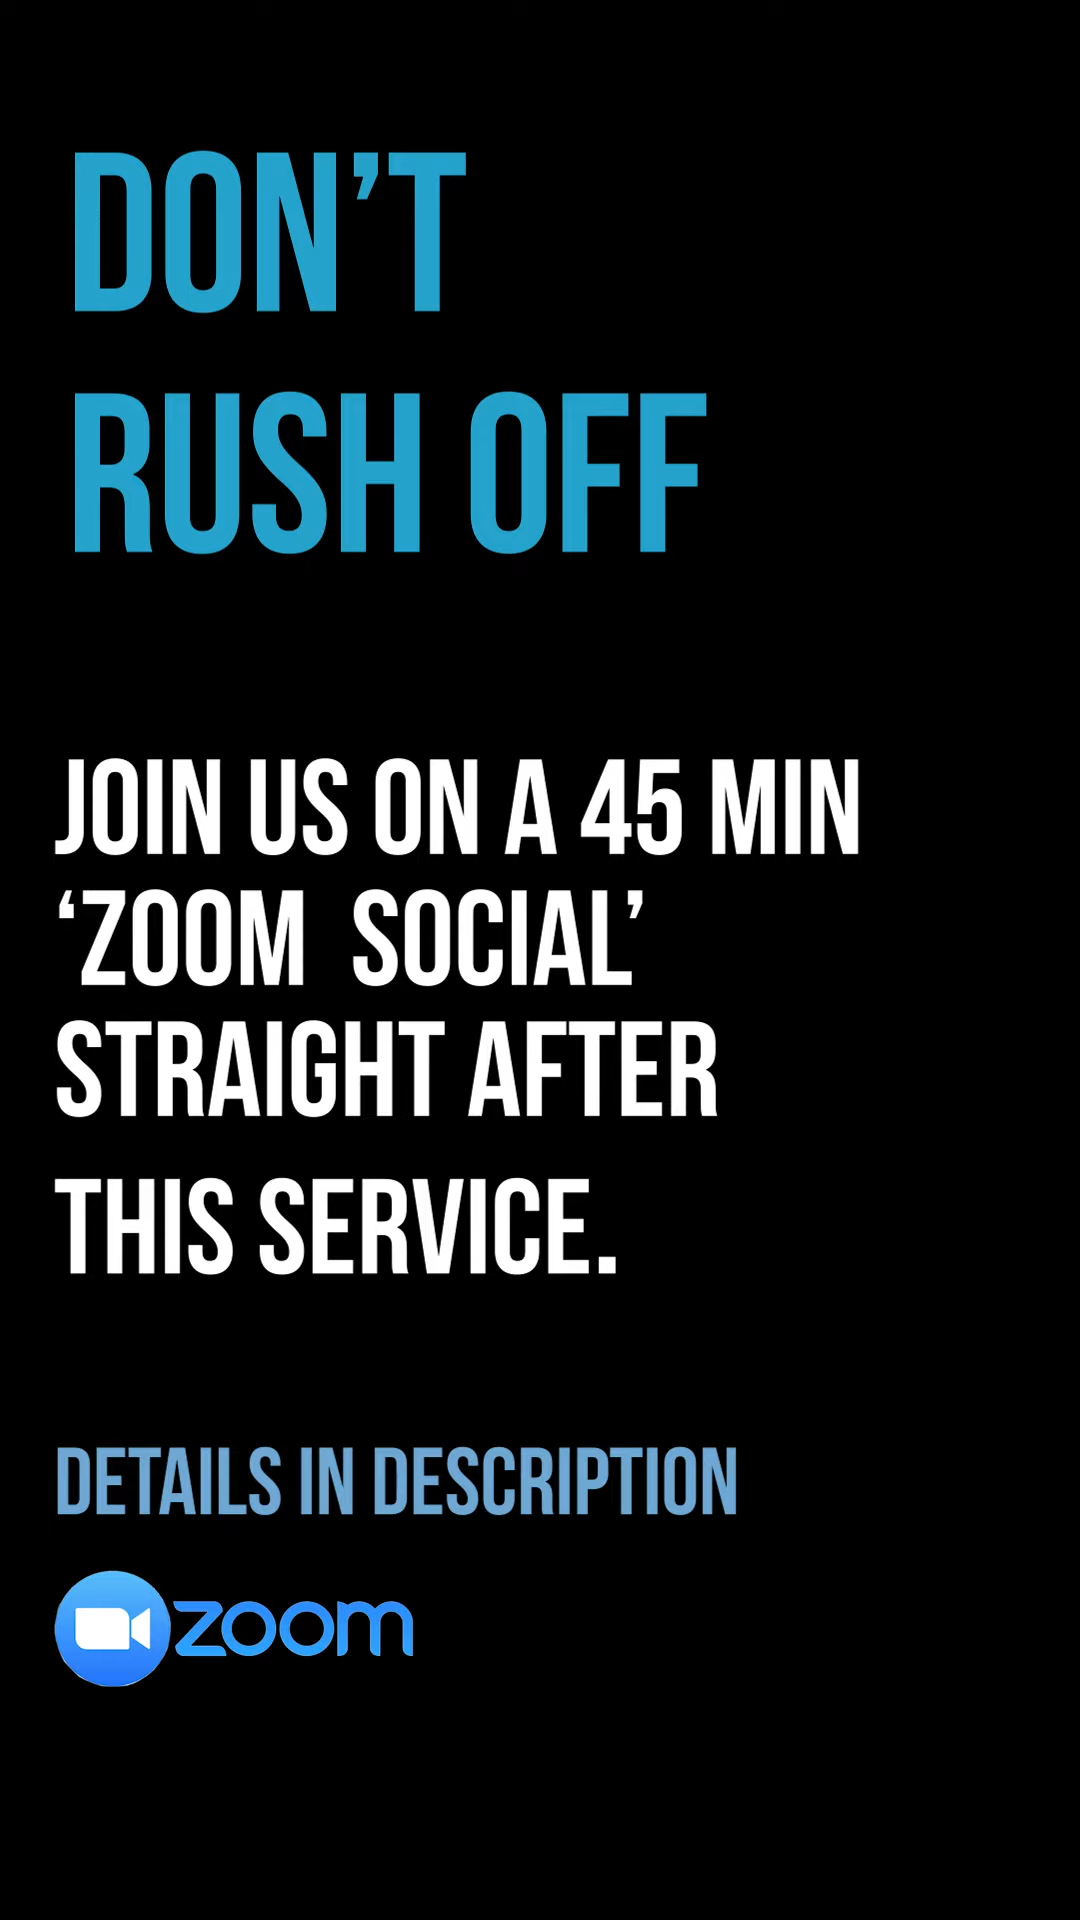 DON’T
RUSH OFF
JOIN US ON A 45 MIN
‘ZOOM  SOCIAL’
STRAIGHT AFTER
THIS SERVICE.
DETAILS IN DESCRIPTION
zoom